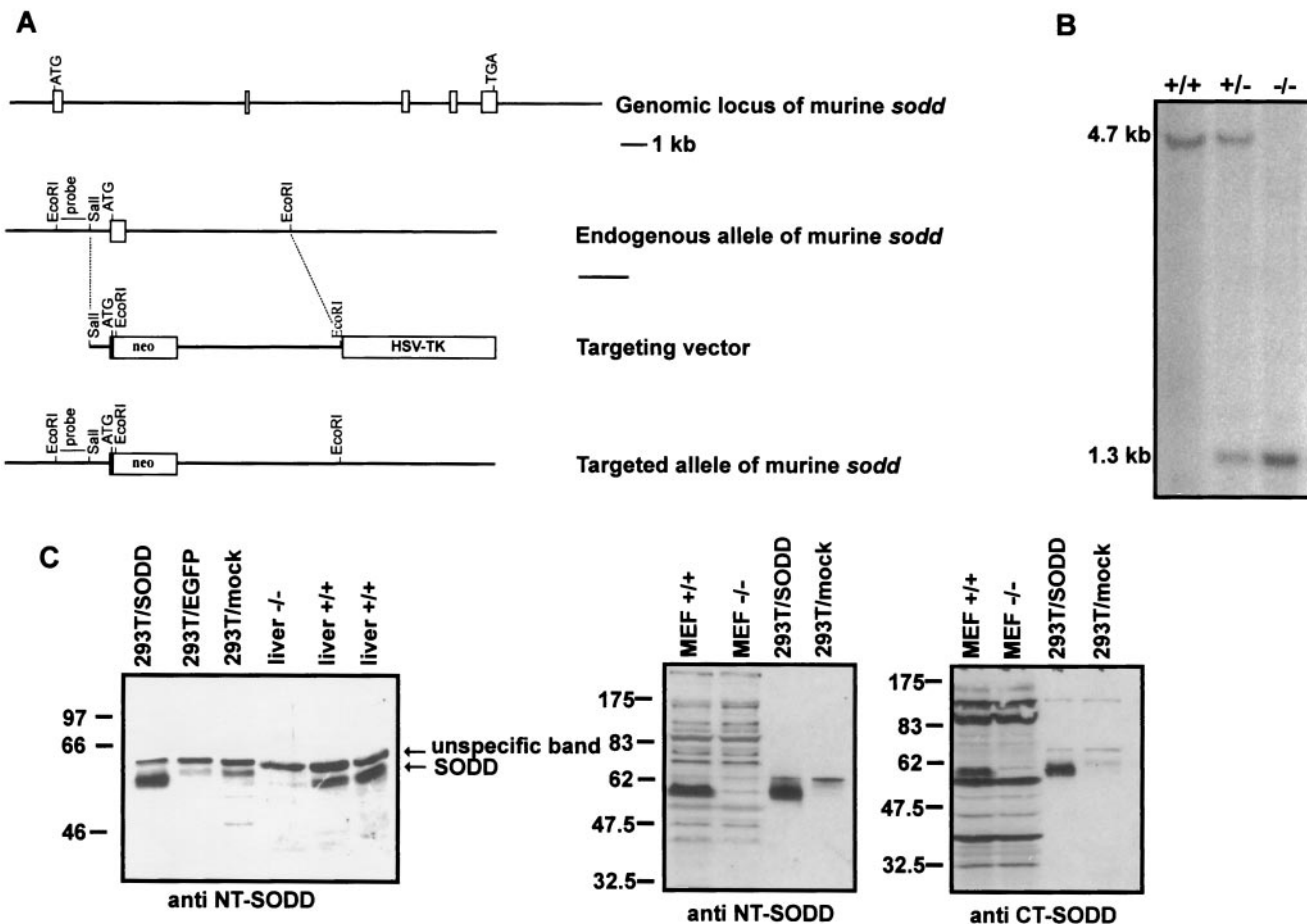 A
ATG
TGA
Genomic locus of murine sodd
1 kb
EcoRI
probe
SalI
ATG
EcoRI
Endogenous allele of murine sodd
SalI
ATG
EcoRI
neo
EcoRI
HSV-TK
Targeting vector
EcoRI
probe
SalI
ATG
EcoRI
neo
EcoRI
Targeted allele of murine sodd
B
+/+ +/- -/-
4.7 kb
1.3 kb
C
293T/SODD
293T/EGFP
293T/mock
liver -/-
liver +/+
liver +/+
97
66
46
unspecific band
SODD
anti NT-SODD
MEF +/+
MEF -/-
293T/SODD
293T/mock
175
83
62
47.5
32.5
anti NT-SODD
MEF +/+
MEF -/-
293T/SODD
293T/mock
175
83
62
47.5
32.5
anti CT-SODD